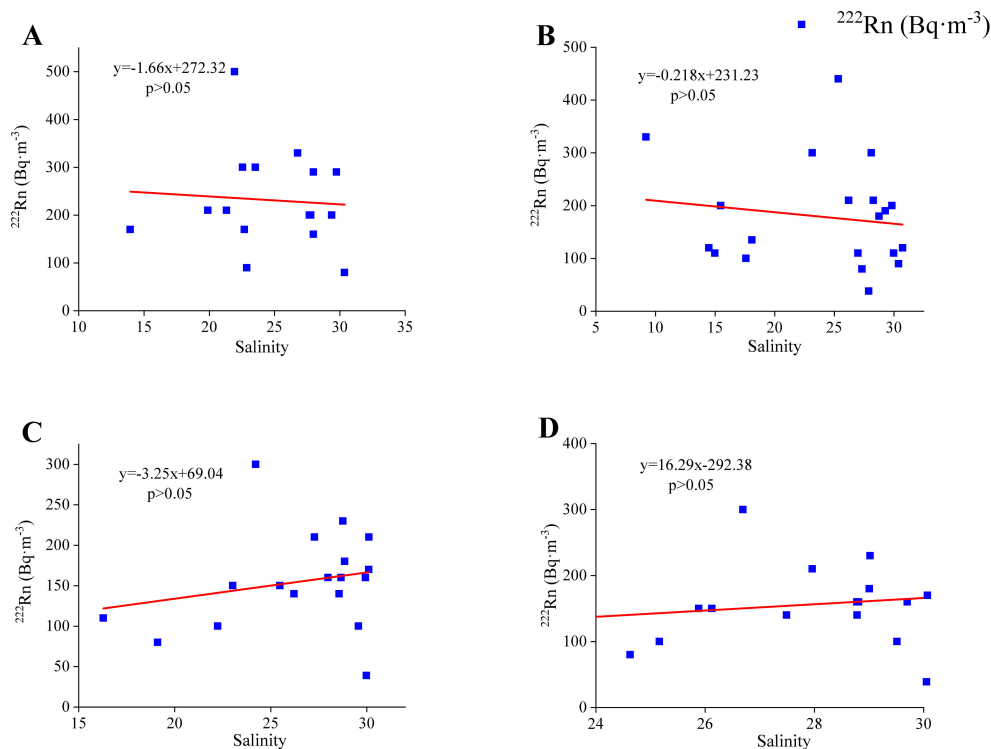 ²²²Rn (Bq·m⁻³)
A
y=-1.66x+272.32
p>0.05
²²²Rn (Bq·m⁻³)
500
400
300
200
100
0
10 15 20 25 30 35
Salinity
B
y=-0.218x+231.23
p>0.05
²²²Rn (Bq·m⁻³)
500
400
300
200
100
0
5 10 15 20 25 30
Salinity
C
y=-3.25x+69.04
p>0.05
²²²Rn (Bq·m⁻³)
300
250
200
150
100
50
0
15 20 25 30
Salinity
D
y=16.29x-292.38
p>0.05
²²²Rn (Bq·m⁻³)
400
300
200
100
0
24 26 28 30
Salinity